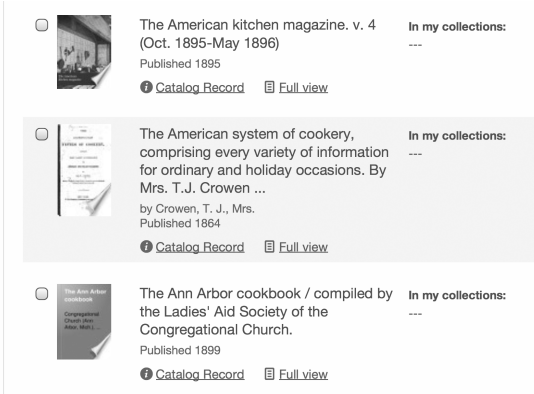 The American kitchen magazine. v. 4
(Oct. 1895-May 1896)
Published 1895
Catalog Record Full view
In my collections:
---
The American system of cookery,
comprising every variety of information
for ordinary and holiday occasions. By
Mrs. T.J. Crowen ...
by Crowen, T. J., Mrs.
Published 1864
Catalog Record Full view
In my collections:
---
The Ann Arbor
cookbook
Congregational
Church (Ann
Arbor, Mich.). ...
The Ann Arbor cookbook / compiled by
the Ladies' Aid Society of the
Congregational Church.
Published 1899
Catalog Record Full view
In my collections:
---